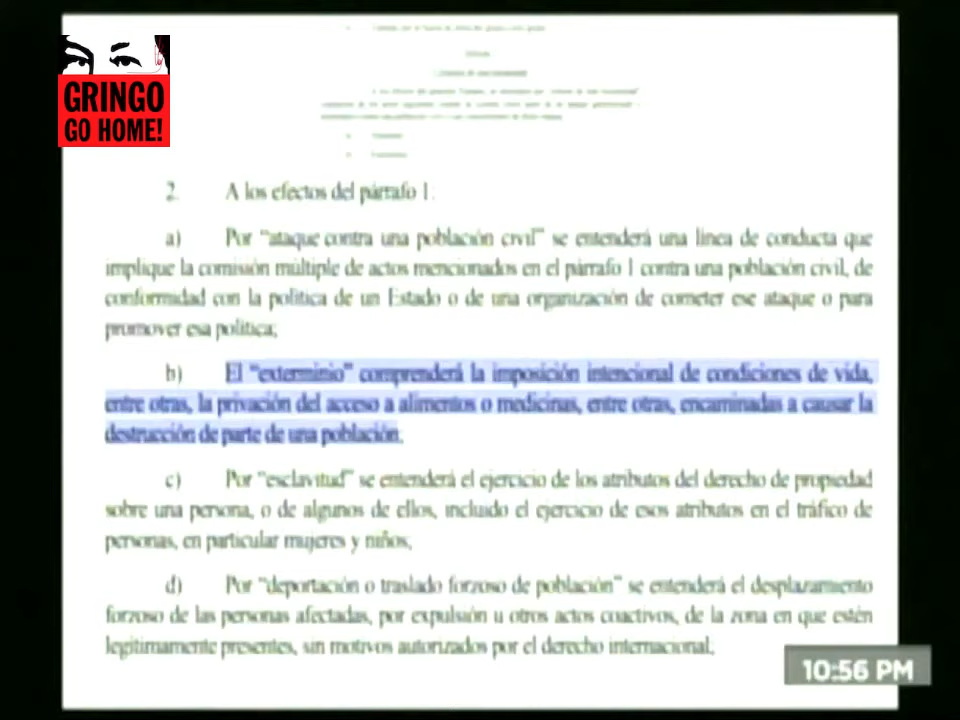 GRINGO
GO HOME!
2. A los efectos del párrafo 1:
a) Por "ataque contra una población civil" se entenderá una línea de conducta que
implique la comisión múltiple de actos mencionados en el párrafo 1 contra una población civil, de
conformidad con la política de un Estado o de una organización de cometer ese ataque o para
promover esa política;
b) El "exterminio" comprenderá la imposición intencional de condiciones de vida,
entre otras, la privación del acceso a alimentos o medicinas, entre otras, encaminadas a causar la
destrucción de parte de una población.
c) Por "esclavitud" se entenderá el ejercicio de los atributos del derecho de propiedad
sobre una persona, o de algunos de ellos, incluido el ejercicio de esos atributos en el tráfico de
personas, en particular mujeres y niños;
d) Por "deportación o traslado forzoso de población" se entenderá el desplazamiento
forzoso de las personas afectadas, por expulsión u otros actos coactivos, de la zona en que estén
legítimamente presentes, sin motivos autorizados por el derecho internacional;
10:56 PM